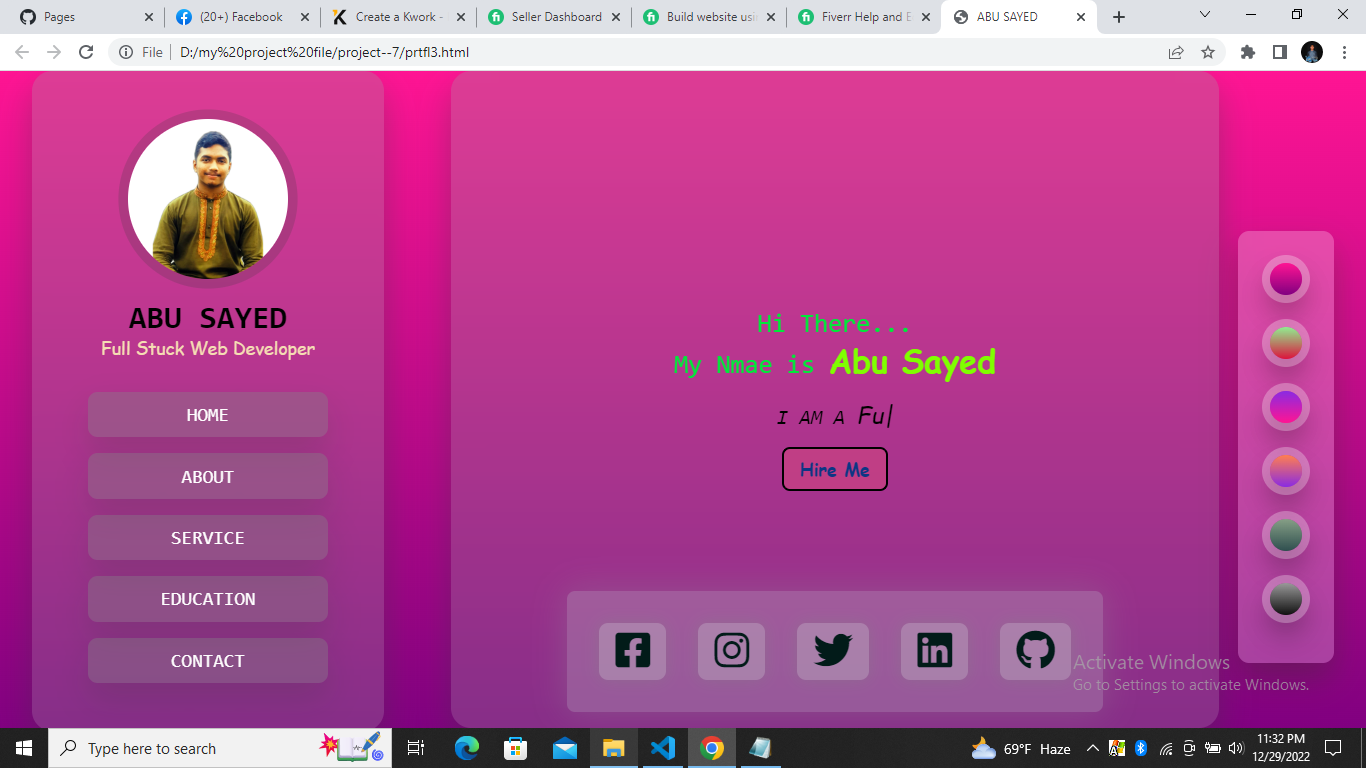 Pages
(20+) Facebook
Create a Kwork -
Seller Dashboard
Build website usi
Fiverr Help and E
ABU SAYED
File
D:/my%20project%20file/project--7/prtfl3.html
ABU SAYED
Full Stuck Web Developer
HOME
ABOUT
SERVICE
EDUCATION
CONTACT
Hi There...
My Nmae is Abu Sayed
I AM A Fu|
Hire Me
Activate Windows
Go to Settings to activate Windows.
Type here to search
69°F Haze
11:32 PM
12/29/2022